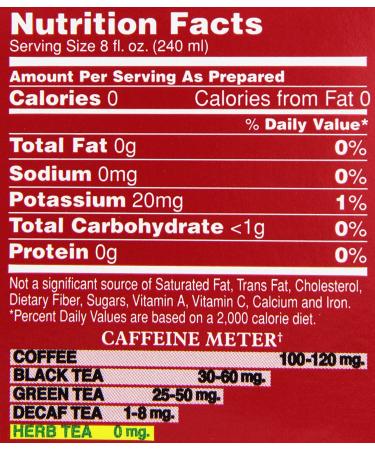 Nutrition Facts
Serving Size 8 fl. oz. (240 ml)
Amount Per Serving As Prepared
Calories 0 Calories from Fat 0
% Daily Value*
Total Fat 0g 0%
Sodium 0mg 0%
Potassium 20mg 1%
Total Carbohydrate <1g 0%
Protein 0g 0%
Not a significant source of Saturated Fat, Trans Fat, Cholesterol,
Dietary Fiber, Sugars, Vitamin A, Vitamin C, Calcium and Iron.
*Percent Daily Values are based on a 2,000 calorie diet.
CAFFEINE METER†
COFFEE 100-120 mg.
BLACK TEA 30-60 mg.
GREEN TEA 25-50 mg.
DECAF TEA 1-8 mg.
HERB TEA 0 mg.